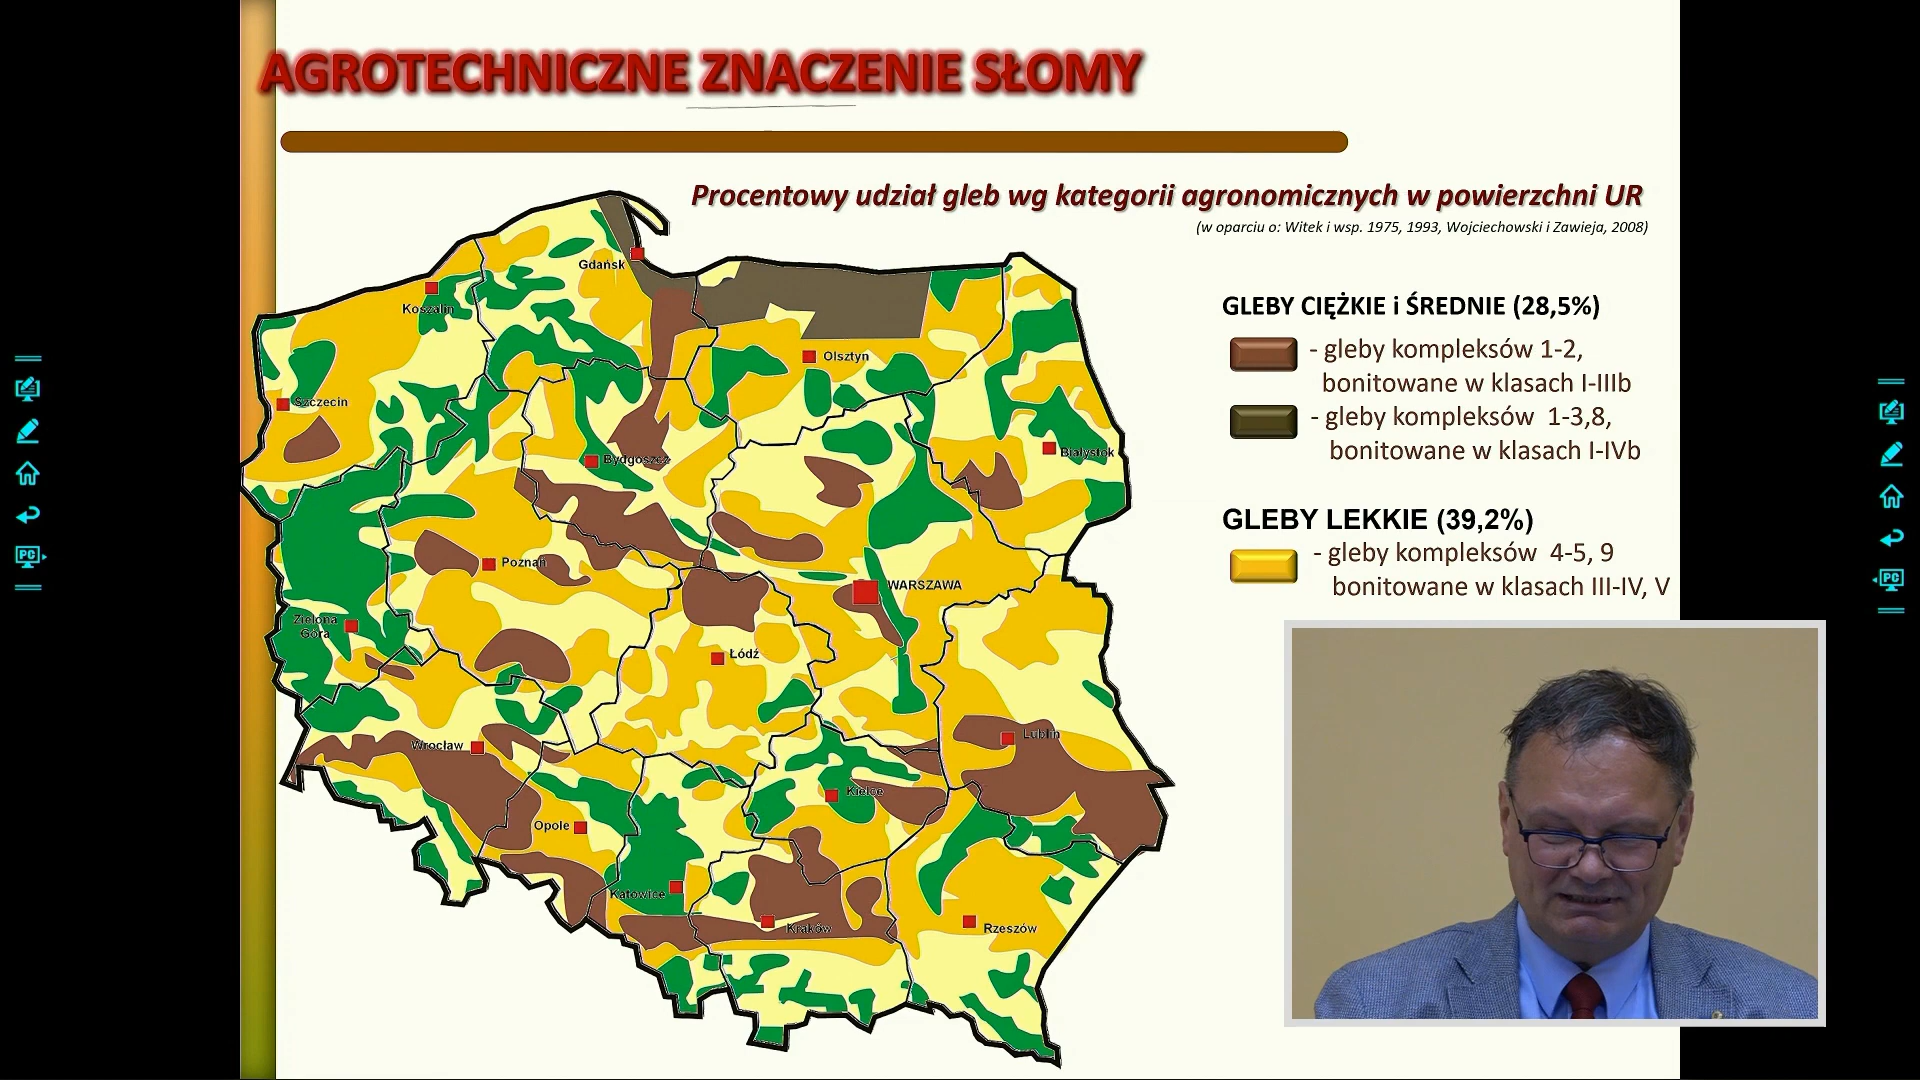 AGROTECHNICZNE ZNACZENIE SŁOMY
Procentowy udział gleb wg kategorii agronomicznych w powierzchni UR
(w oparciu o: Witek i wsp. 1975, 1993, Wojciechowski i Zawieja, 2008)
GLEBY CIĘŻKIE i ŚREDNIE (28,5%)
- gleby kompleksów 1-2,
bonitowane w klasach I-IIIb
- gleby kompleksów 1-3,8,
bonitowane w klasach I-IVb
GLEBY LEKKIE (39,2%)
- gleby kompleksów 4-5, 9
bonitowane w klasach III-IV, V
Gdańsk
Koszalin
Olsztyn
Szczecin
Białystok
Bydgoszcz
Poznań
WARSZAWA
Zielona
Góra
Łódź
Lublin
Wrocław
Kielce
Opole
Katowice
Kraków
Rzeszów
PC
PC